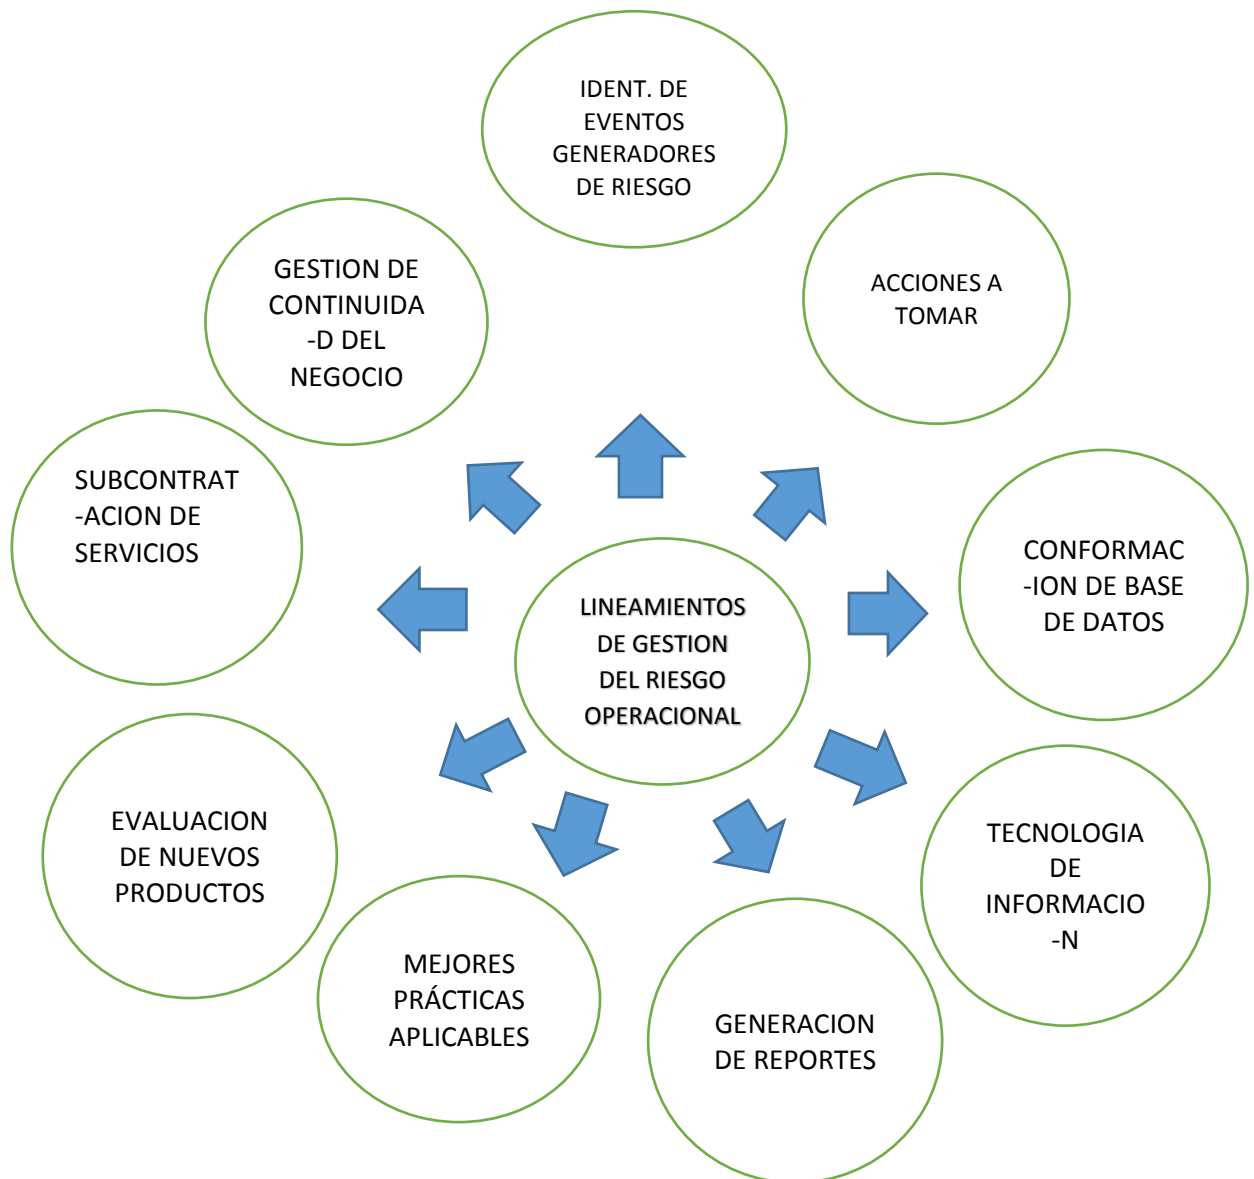 IDENT. DE
EVENTOS
GENERADORES
DE RIESGO
ACCIONES A
TOMAR
GESTION DE
CONTINUIDA
-D DEL
NEGOCIO
SUBCONTRAT
-ACION DE
SERVICIOS
CONFORMAC
-ION DE BASE
DE DATOS
LINEAMIENTOS
DE GESTION
DEL RIESGO
OPERACIONAL
EVALUACION
DE NUEVOS
PRODUCTOS
TECNOLOGIA
DE
INFORMACIO
-N
MEJORES
PRÁCTICAS
APLICABLES
GENERACION
DE REPORTES